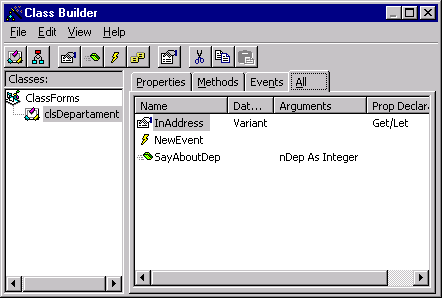 Class Builder
File Edit View Help
Classes:
ClassForms
clsDepartament
Properties Methods Events All
Name Dat... Arguments Prop Declara
InAddress Variant Get/Let
NewEvent
SayAboutDep nDep As Integer